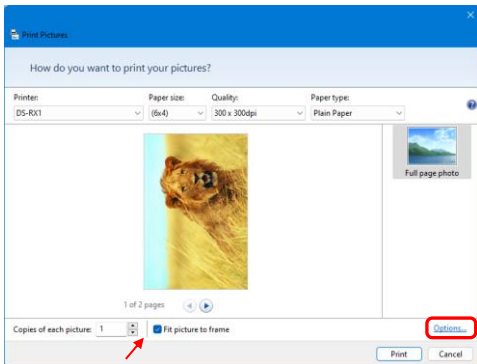 Print Pictures
How do you want to print your pictures?
Printer: Paper size: Quality: Paper type:
DS-RX1 (6x4) 300 x 300dpi Plain Paper
Full page photo
1 of 2 pages
Copies of each picture: 1 Fit picture to frame Options...
Print Cancel